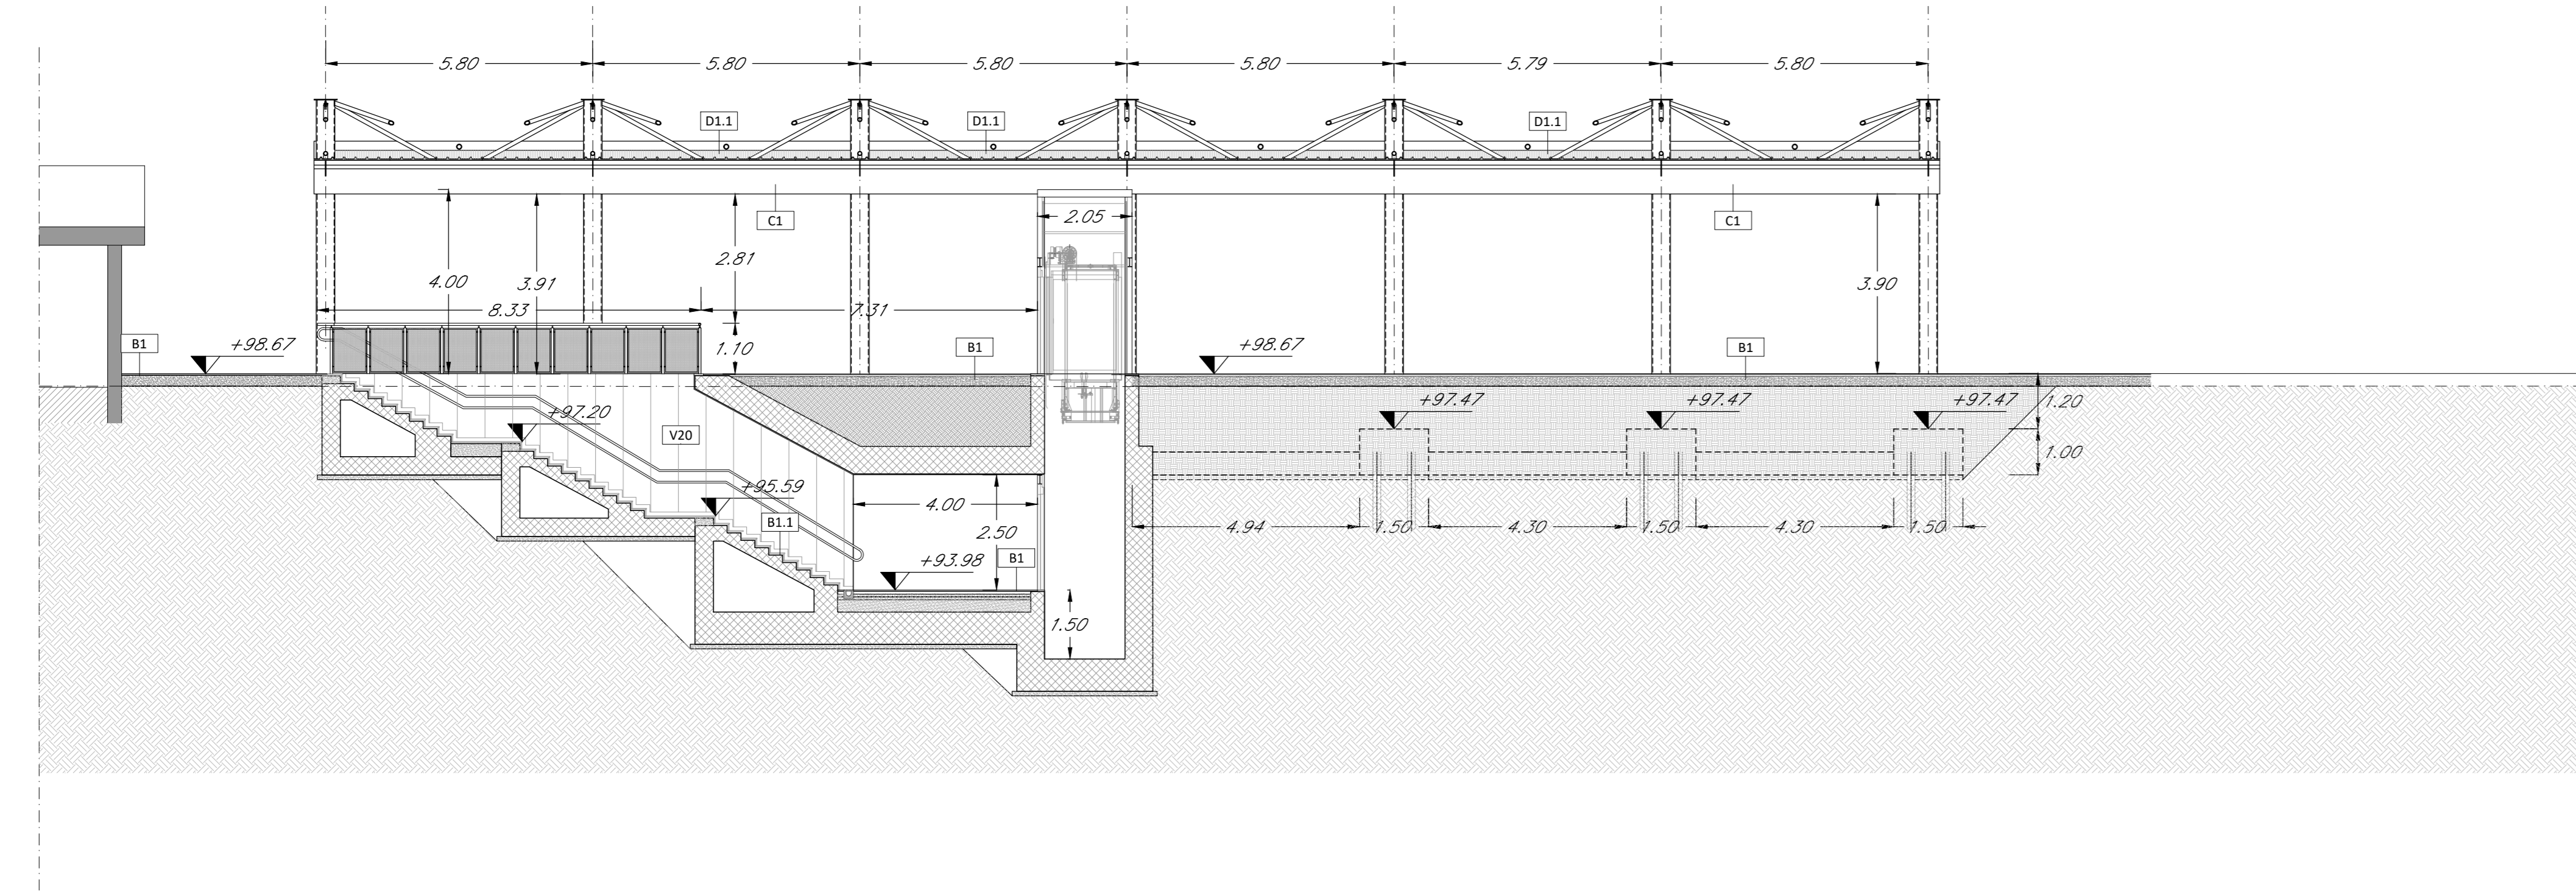 5.80 5.80 5.80 5.80 5.79 5.80
D1.1 D1.1 D1.1
C1 2.05 C1
2.81
4.00 3.91 3.90
8.33 7.31
B1 +98.67 1.10 B1 +98.67 B1
+97.20 +97.47 +97.47 +97.47 1.20
V20
1.00
+95.59
4.00
B1.1 4.94 1.50 4.30 1.50 4.30 1.50
2.50
+93.98 B1
1.50